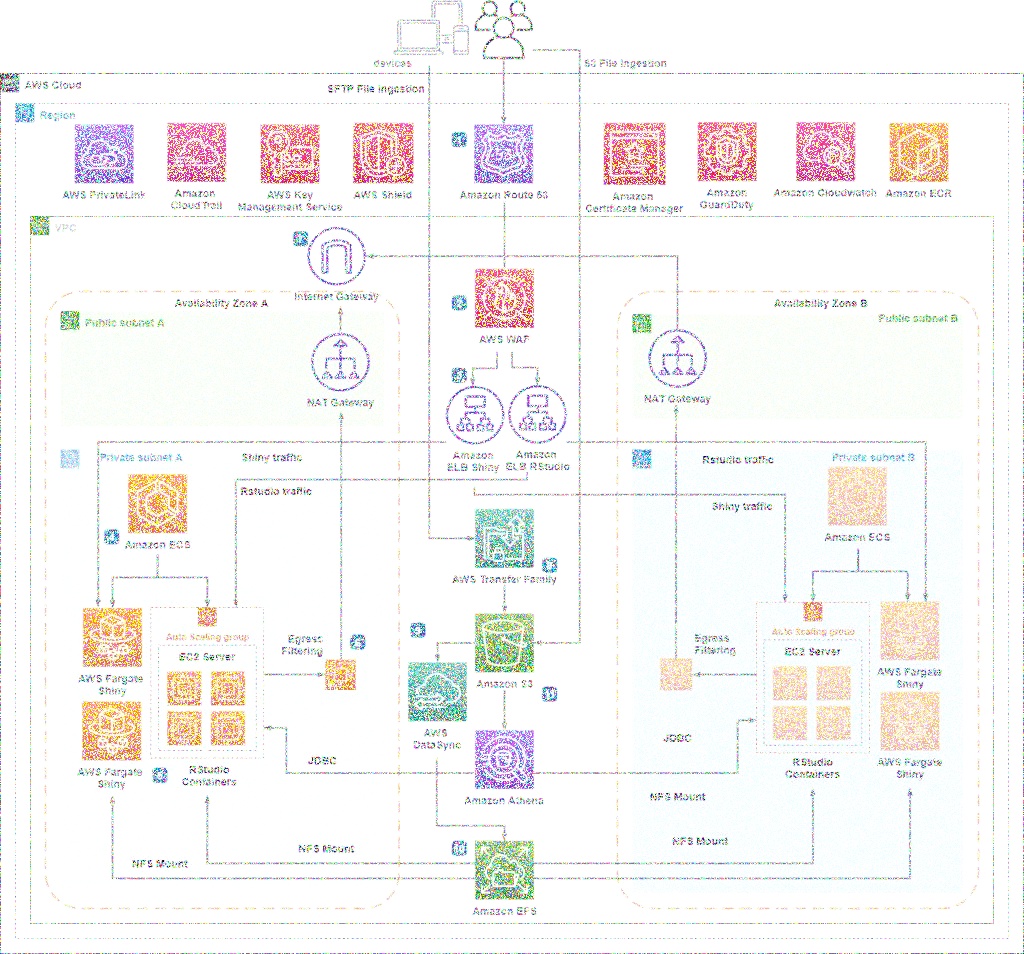 devices
S3 File Ingestion
AWS Cloud
SFTP File Ingestion
Region
AWS PrivateLink
Amazon
Cloud Trail
AWS Key
Management Service
AWS Shield
Amazon Route 53
Amazon
Certificate Manager
Amazon
GuardDuty
Amazon Cloudwatch
Amazon ECR
VPC
Internet Gateway
Availability Zone A
Availability Zone B
Public subnet A
Public subnet B
AWS WAF
NAT Gateway
NAT Gateway
Amazon
ELB Shiny
Amazon
ELB RStudio
Private subnet A
Shiny traffic
Rstudio traffic
Private subnet B
Rstudio traffic
Shiny traffic
Amazon ECS
Amazon ECS
AWS Transfer Family
Auto Scaling group
EC2 Server
Egress
Filtering
Egress
Filtering
Auto Scaling group
EC2 Server
AWS Fargate
Shiny
Amazon S3
AWS Fargate
Shiny
AWS
DataSync
JDBC
JDBC
AWS Fargate
Shiny
RStudio
Containers
RStudio
Containers
AWS Fargate
Shiny
Amazon Athena
NFS Mount
NFS Mount
NFS Mount
NFS Mount
Amazon EFS